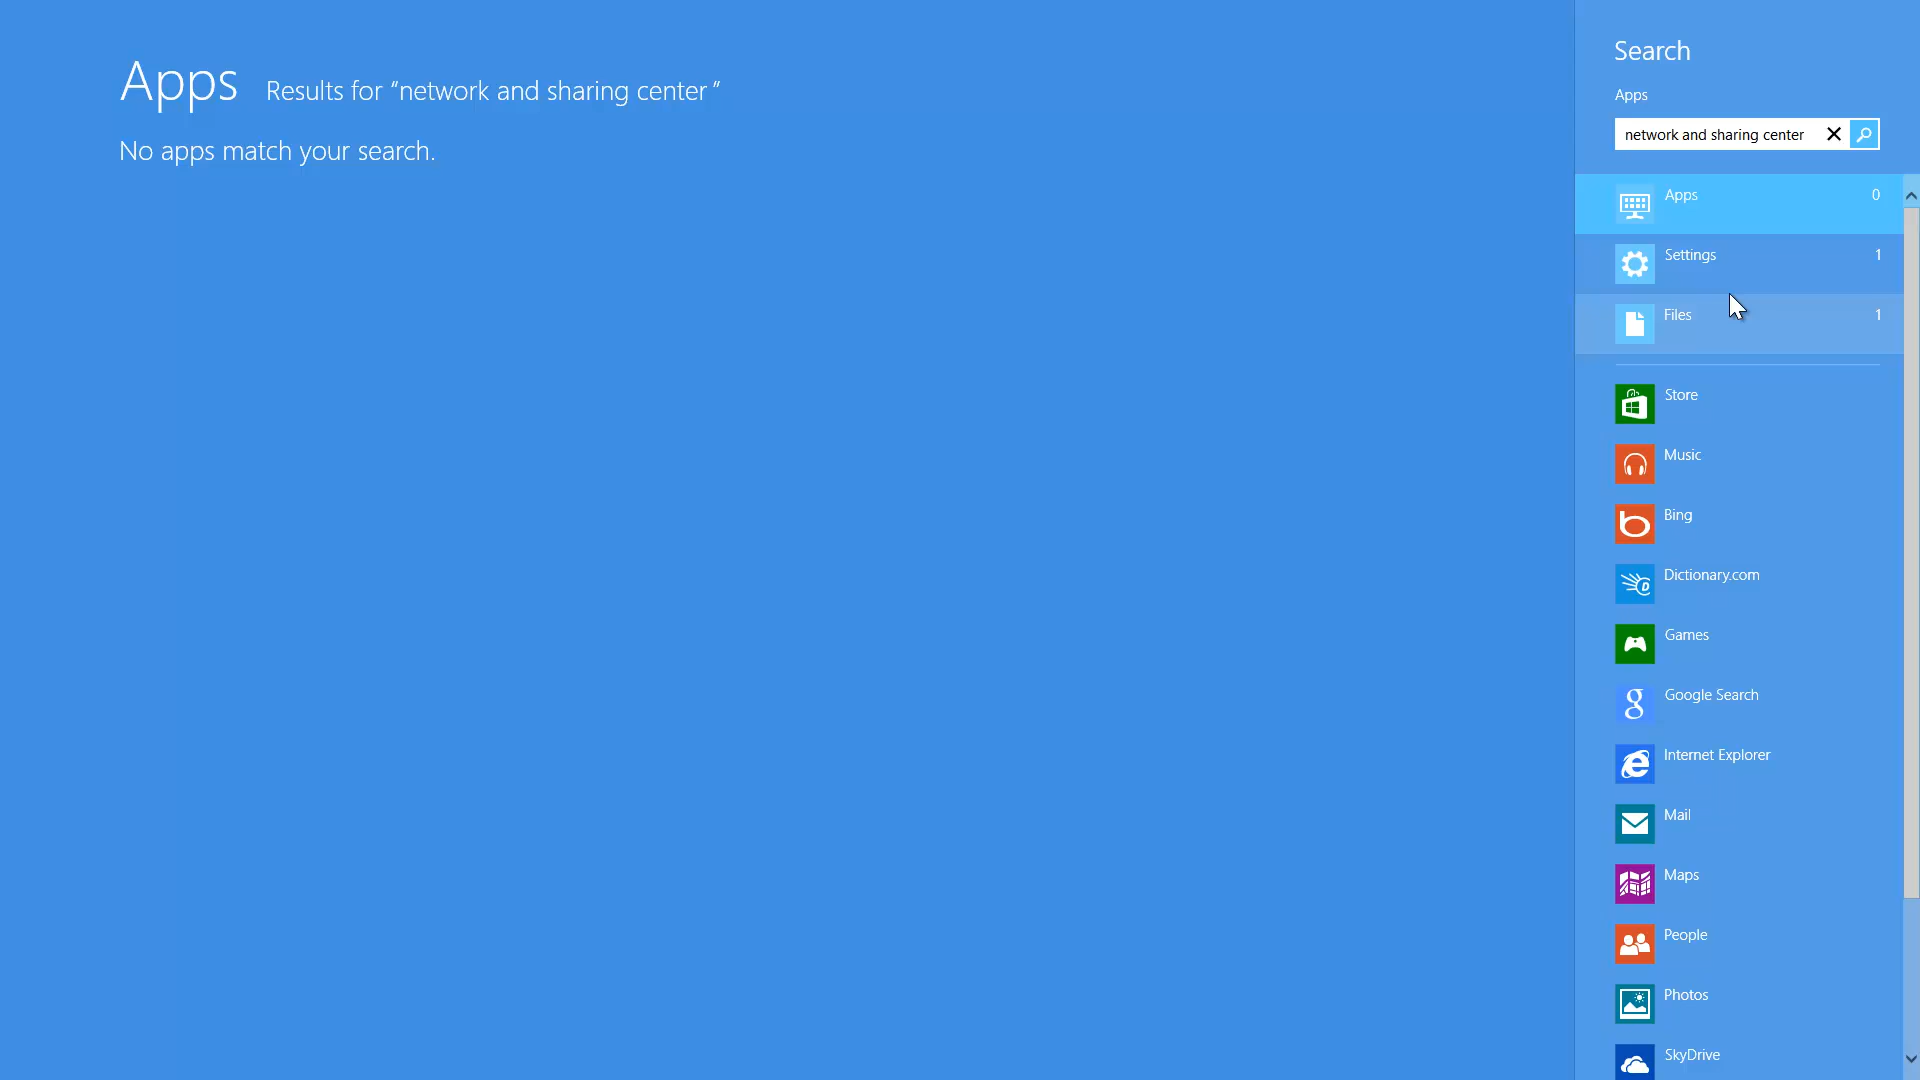 Apps Results for “network and sharing center ”
No apps match your search.
Search
Apps
network and sharing center
Apps 0
Settings 1
Files 1
Store
Music
Bing
Dictionary.com
Games
Google Search
Internet Explorer
Mail
Maps
People
Photos
SkyDrive